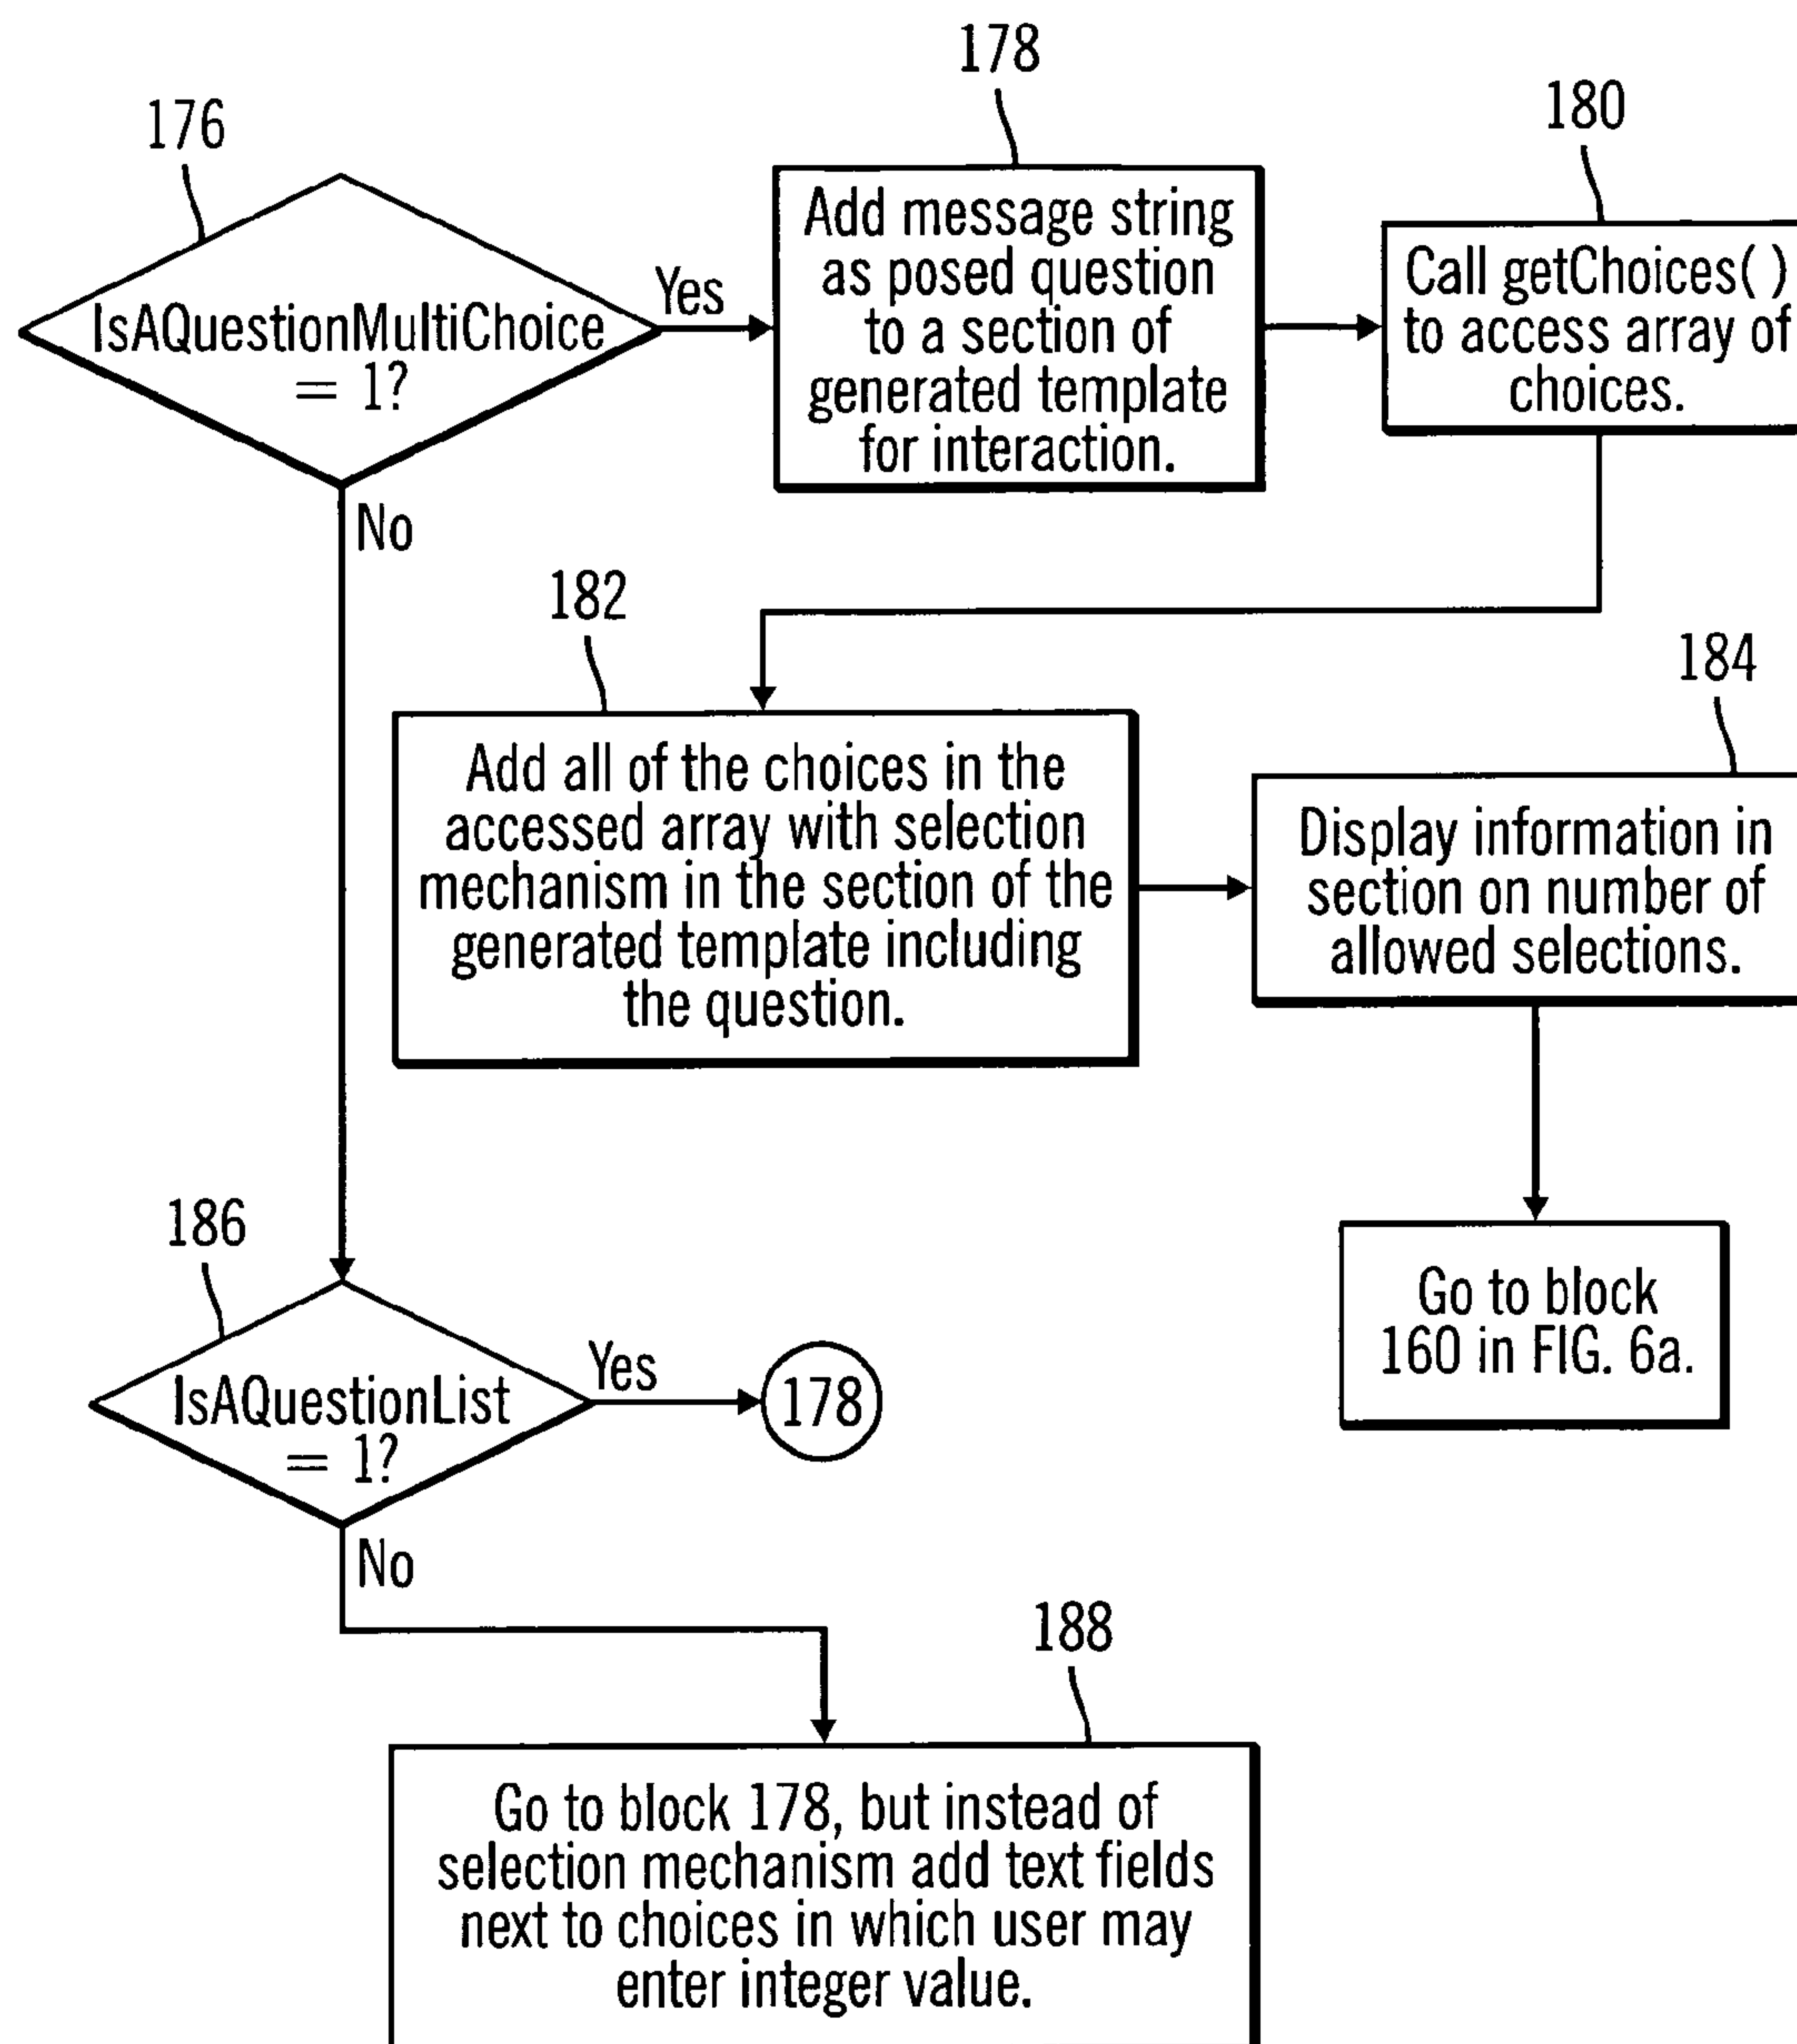 178
180
176
Add message string
as posed question
to a section of
generated template
for interaction.
Call getChoices( )
to access array of
choices.
IsAQuestionMultiChoice
= 1?
Yes
No
182
184
Add all of the choices in the
accessed array with selection
mechanism in the section of the
generated template including
the question.
Display information in
section on number of
allowed selections.
186
Go to block
160 in FIG. 6a.
IsAQuestionList
= 1?
Yes
178
No
188
Go to block 178, but instead of
selection mechanism add text fields
next to choices in which user may
enter integer value.